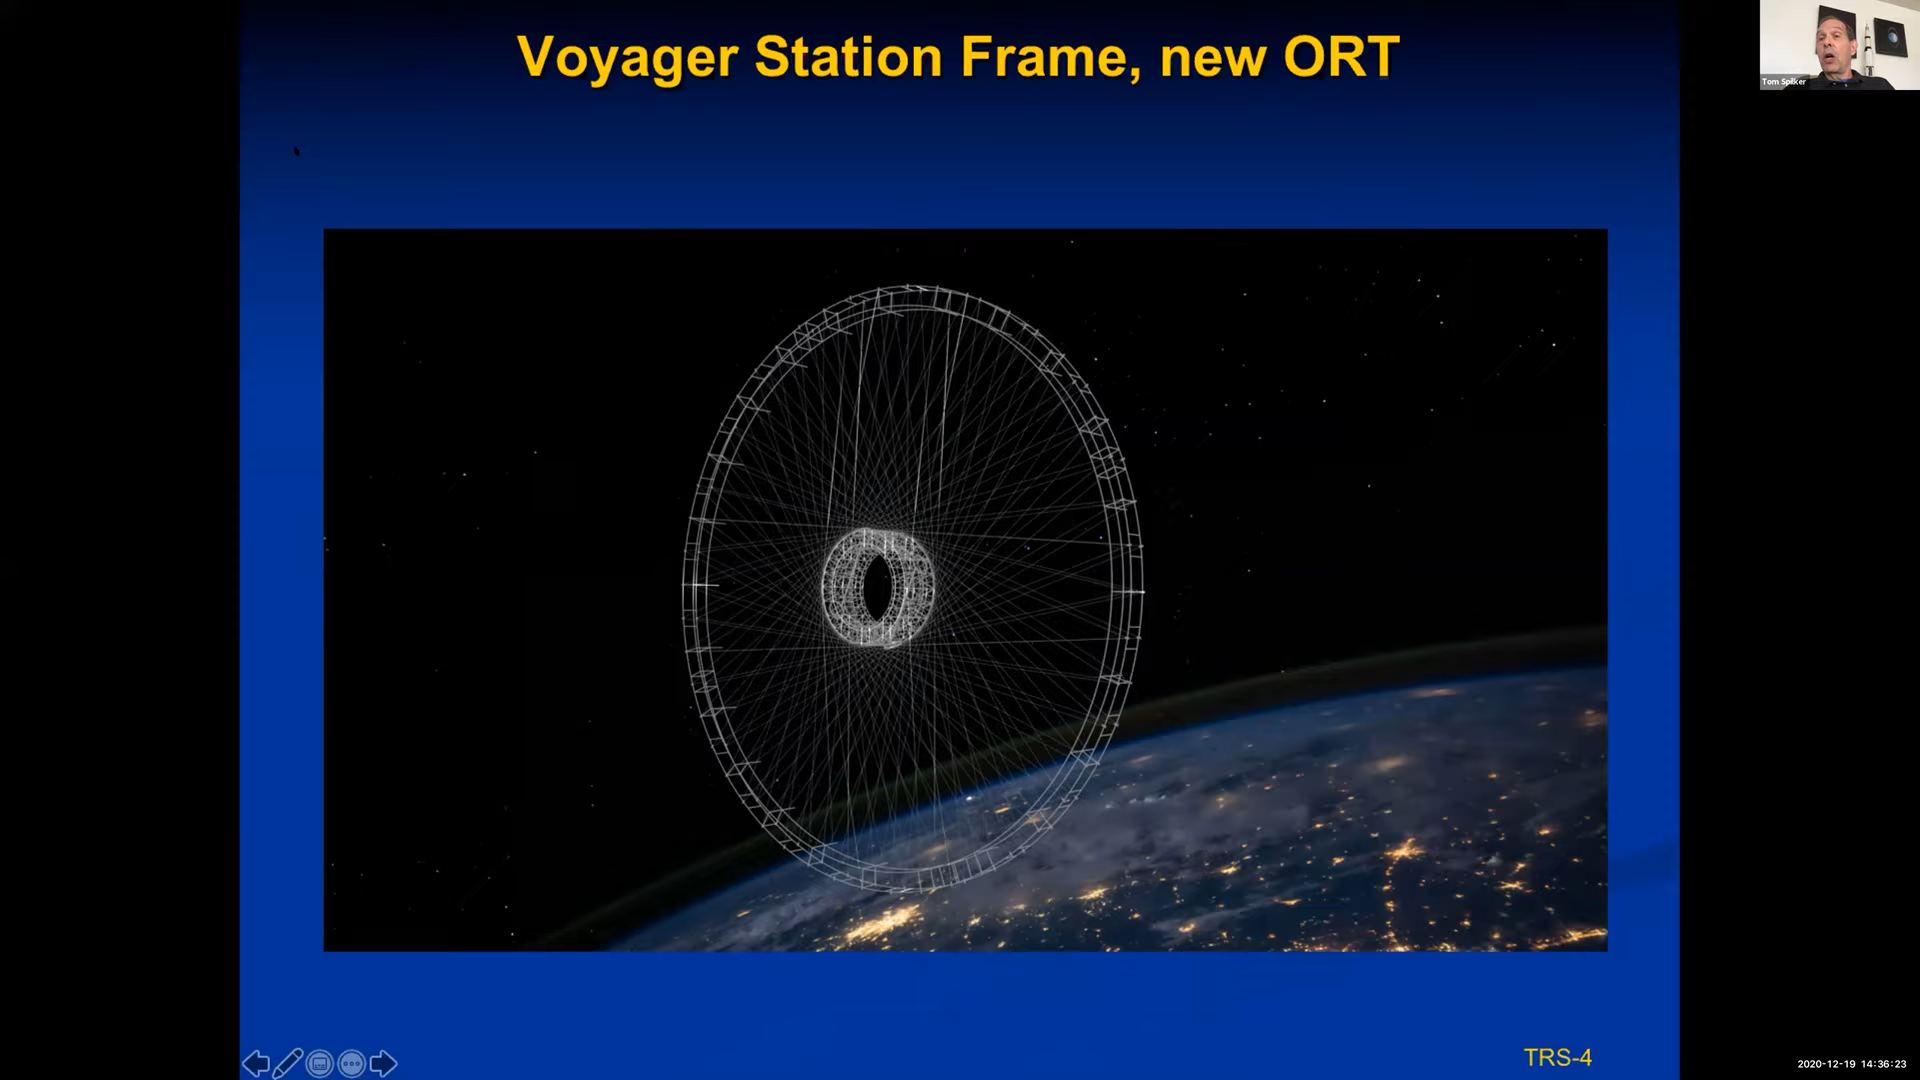 Voyager Station Frame, new ORT
Tom Spilker
TRS-4
2020-12-19 14:36:23